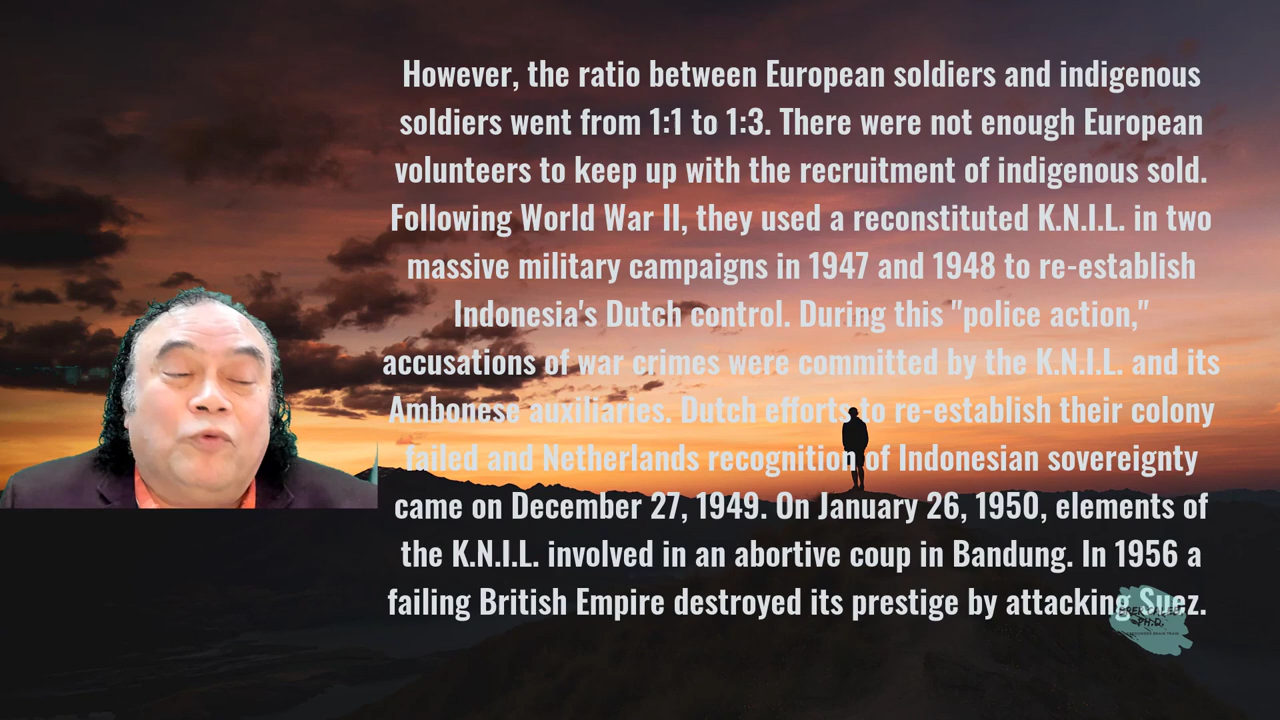 However, the ratio between European soldiers and indigenous
soldiers went from 1:1 to 1:3. There were not enough European
volunteers to keep up with the recruitment of indigenous sold.
Following World War II, they used a reconstituted K.N.I.L. in two
massive military campaigns in 1947 and 1948 to re-establish
Indonesia's Dutch control. During this "police action,"
accusations of war crimes were committed by the K.N.I.L. and its
Ambonese auxiliaries. Dutch efforts to re-establish their colony
failed and Netherlands recognition of Indonesian sovereignty
came on December 27, 1949. On January 26, 1950, elements of
the K.N.I.L. involved in an abortive coup in Bandung. In 1956 a
failing British Empire destroyed its prestige by attacking Suez.
PH.D.